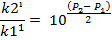 k2¹/k1¹ = 10^((P₂− P₁)/2)